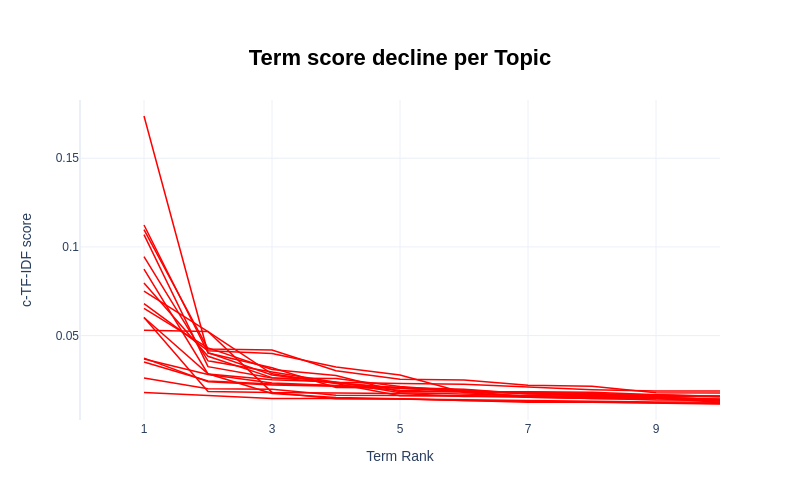 Term score decline per Topic
c-TF-IDF score
0.15
0.1
0.05
1
3
5
7
9
Term Rank